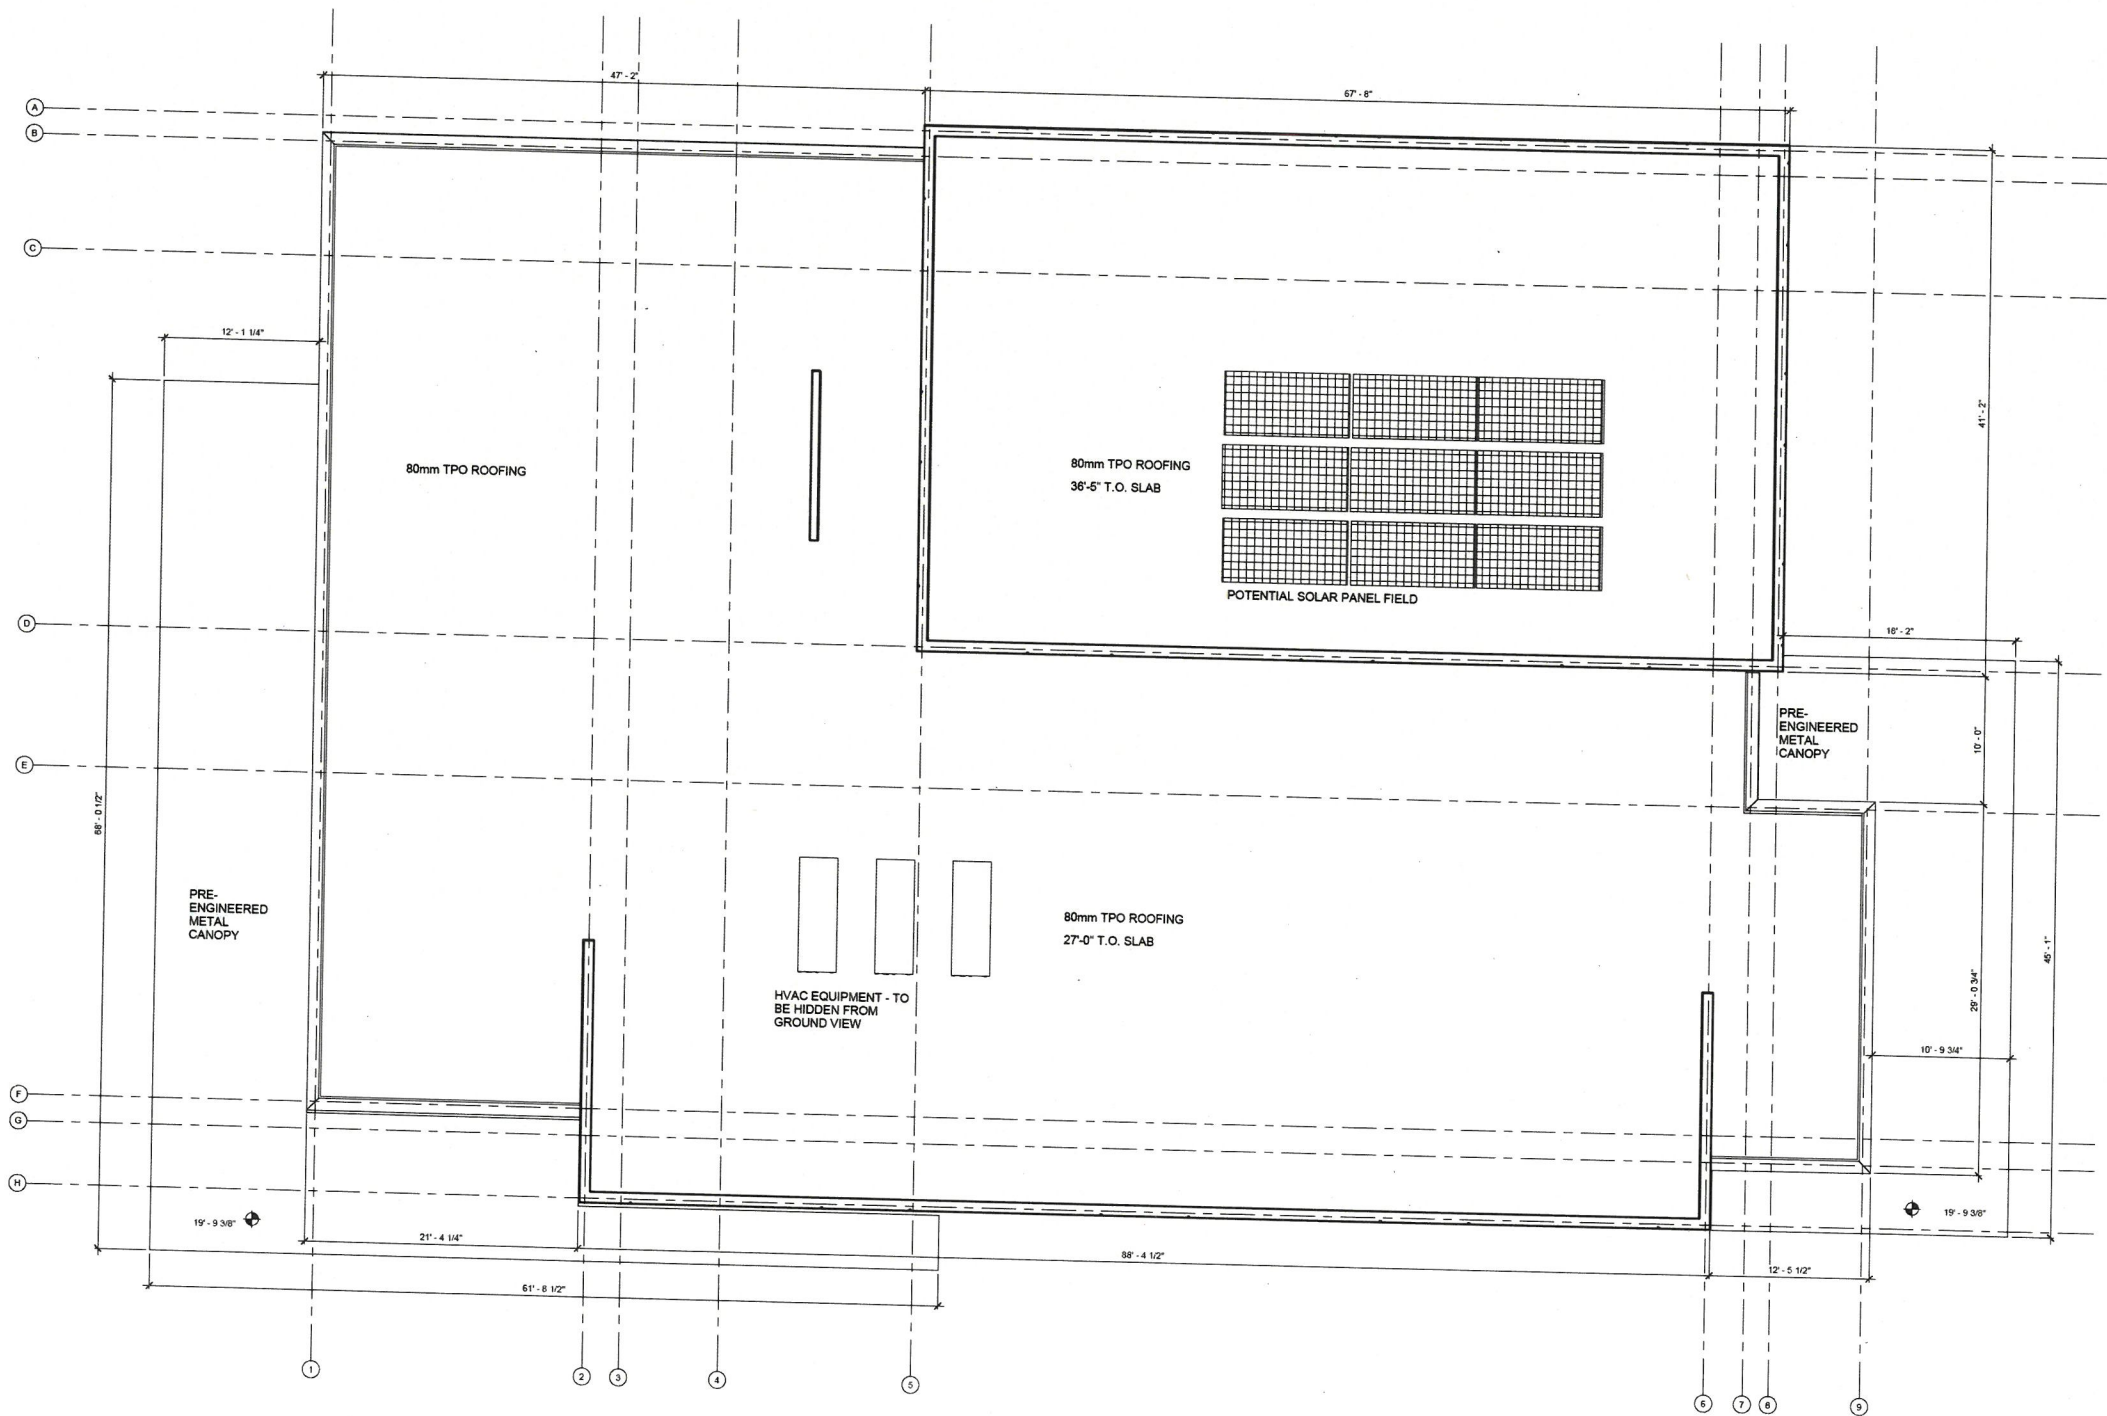 47' - 2"
67' - 8"
A
B
C
12' - 1 1/4"
41' - 2"
80mm TPO ROOFING
80mm TPO ROOFING
36'-5" T.O. SLAB
POTENTIAL SOLAR PANEL FIELD
D
16' - 2"
PRE-
ENGINEERED
METAL
CANOPY
10' - 0"
E
68' - 0 1/2"
PRE-
ENGINEERED
METAL
CANOPY
80mm TPO ROOFING
27'-0" T.O. SLAB
HVAC EQUIPMENT - TO
BE HIDDEN FROM
GROUND VIEW
45' - 1"
29' - 0 3/4"
10' - 9 3/4"
F
G
H
19' - 9 3/8"
19' - 9 3/8"
21' - 4 1/4"
88' - 4 1/2"
12' - 5 1/2"
61' - 8 1/2"
1
2
3
4
5
6
7
8
9